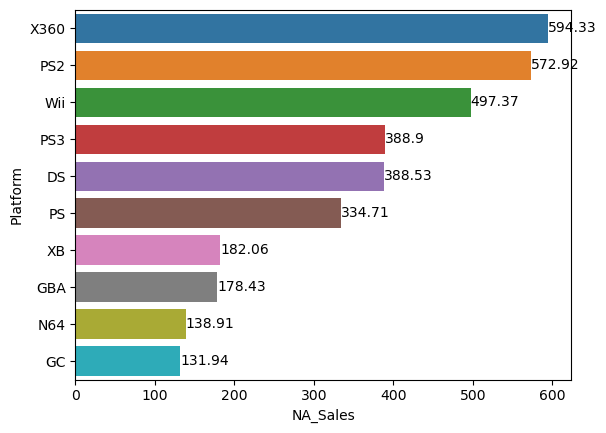 X360 594.33
PS2 572.92
Wii 497.37
PS3 388.9
DS 388.53
PS 334.71
XB 182.06
GBA 178.43
N64 138.91
GC 131.94
Platform
0 100 200 300 400 500 600
NA_Sales